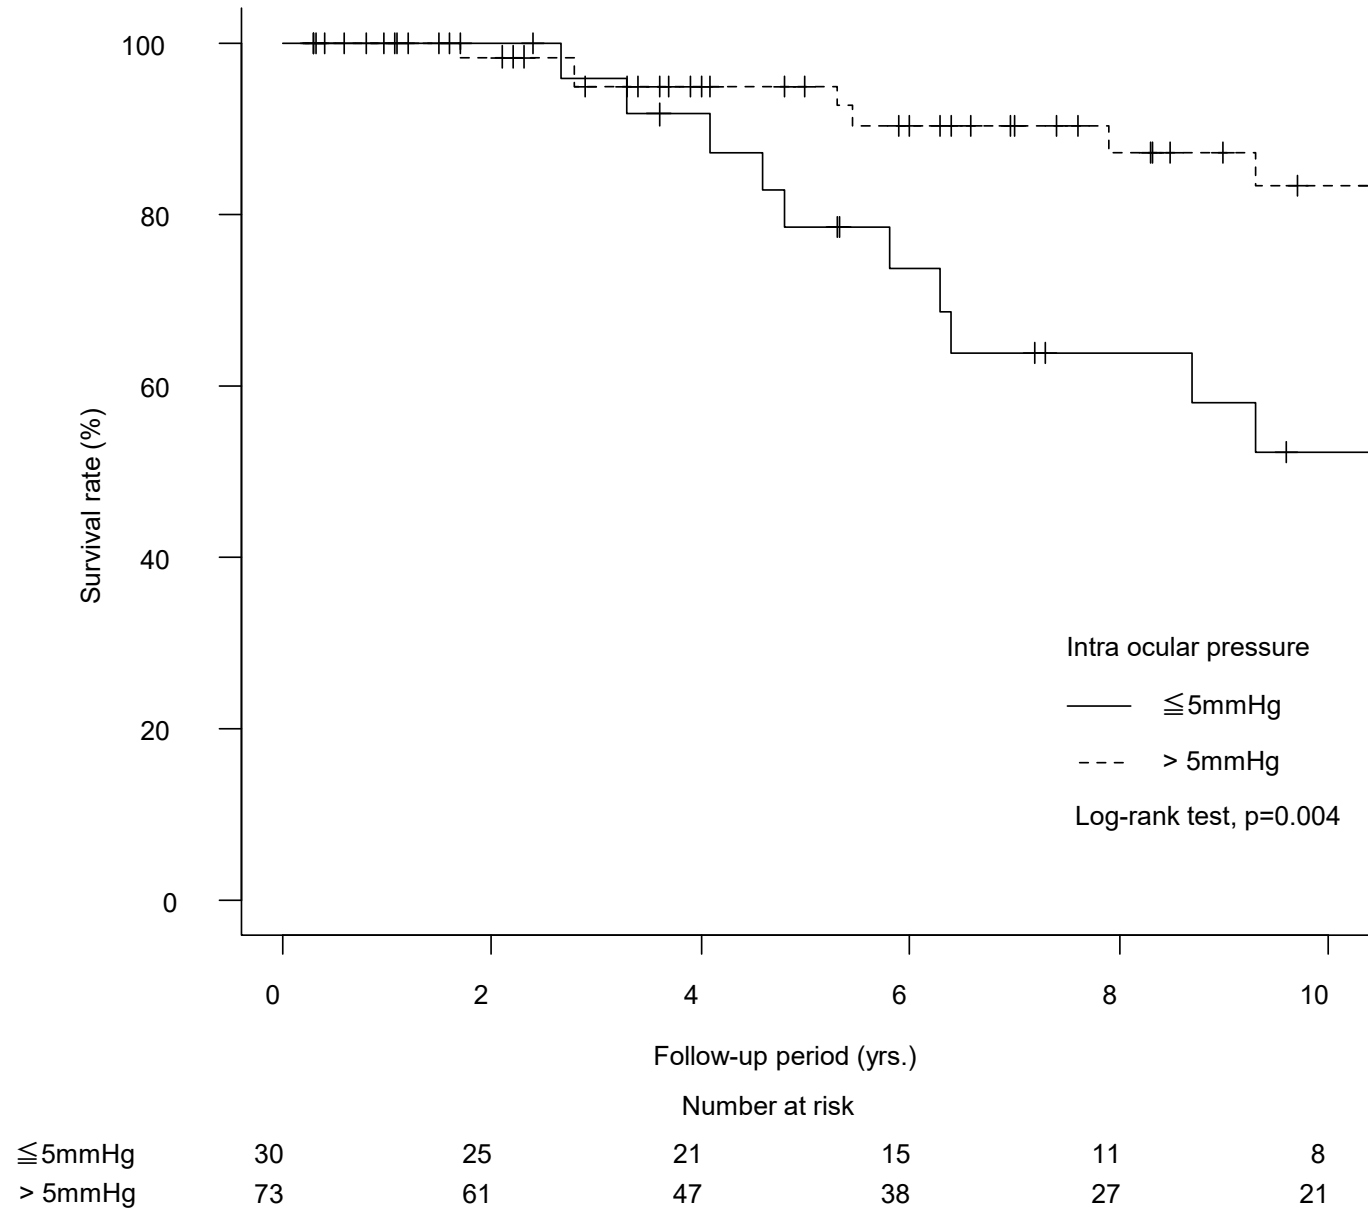 100
80
60
40
20
0
Survival rate (%)
Intra ocular pressure
≦5mmHg
> 5mmHg
Log-rank test, p=0.004
0 2 4 6 8 10
Follow-up period (yrs.)
Number at risk
≦5mmHg 30 25 21 15 11 8
> 5mmHg 73 61 47 38 27 21